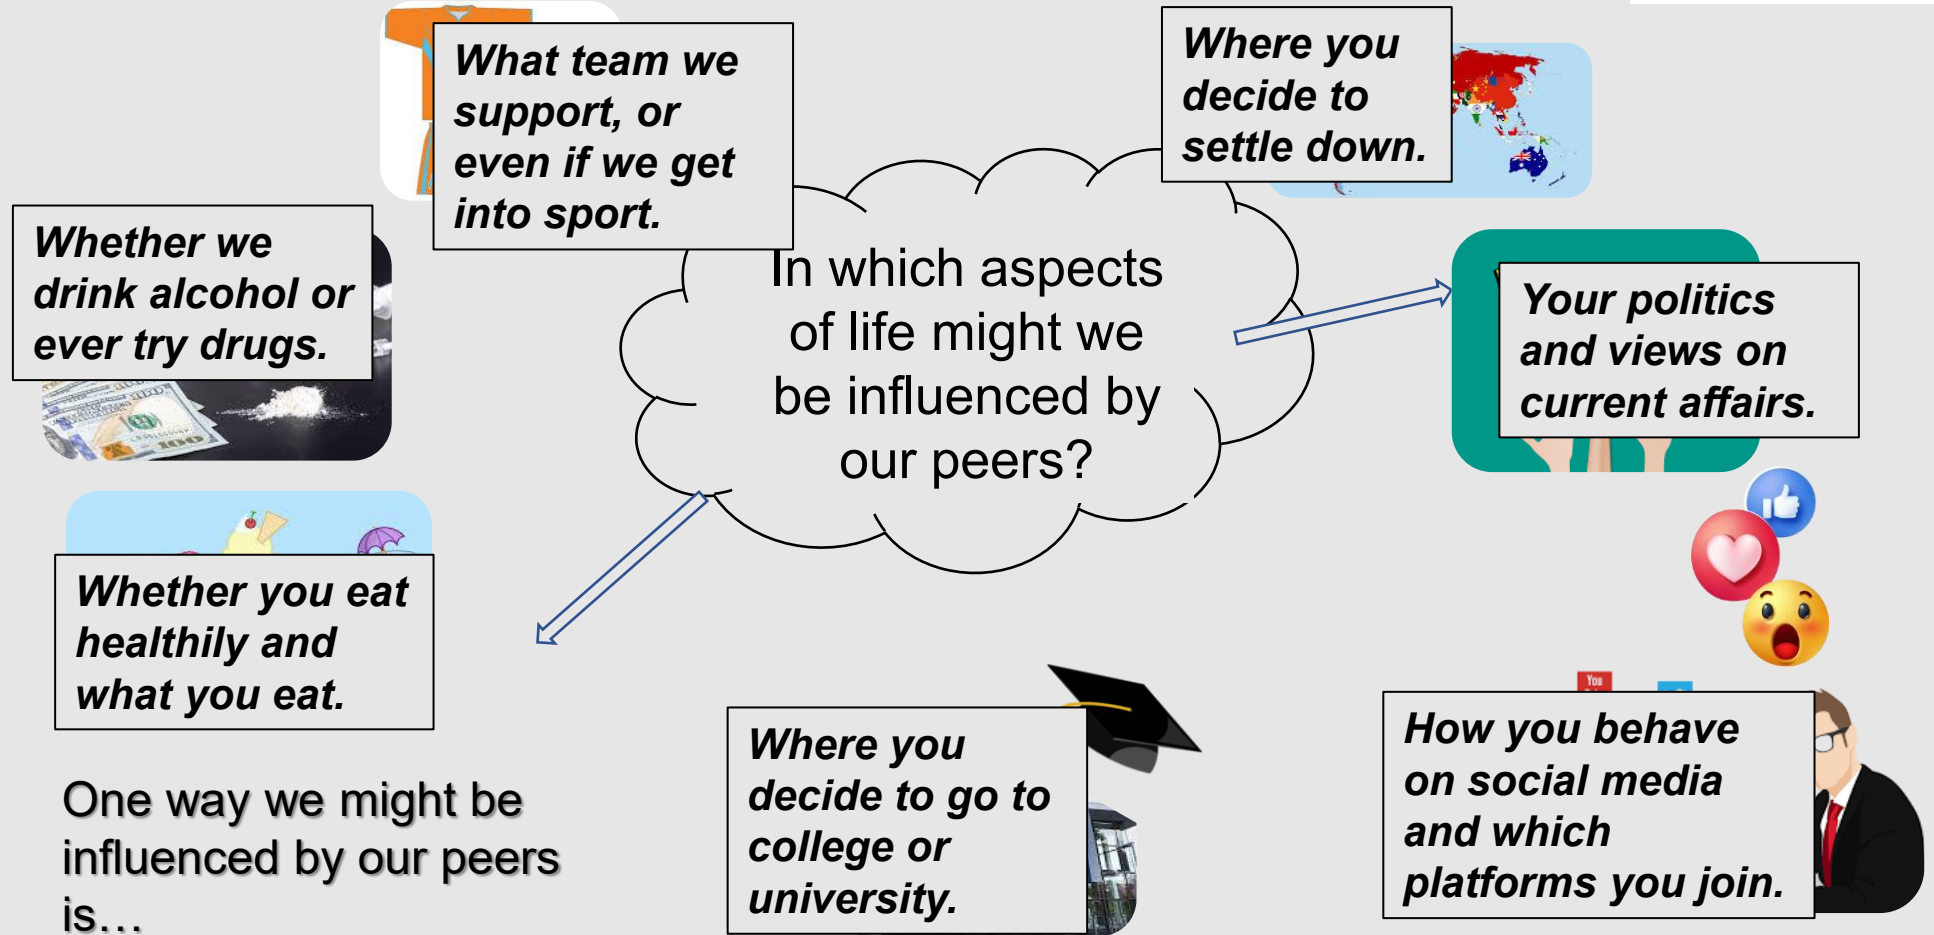 What team we
support, or
even if we get
into sport.
Where you
decide to
settle down.
Whether we
drink alcohol or
ever try drugs.
In which aspects
of life might we
be influenced by
our peers?
Your politics
and views on
current affairs.
Whether you eat
healthily and
what you eat.
One way we might be
influenced by our peers
is…
Where you
decide to go to
college or
university.
You
How you behave
on social media
and which
platforms you join.
100